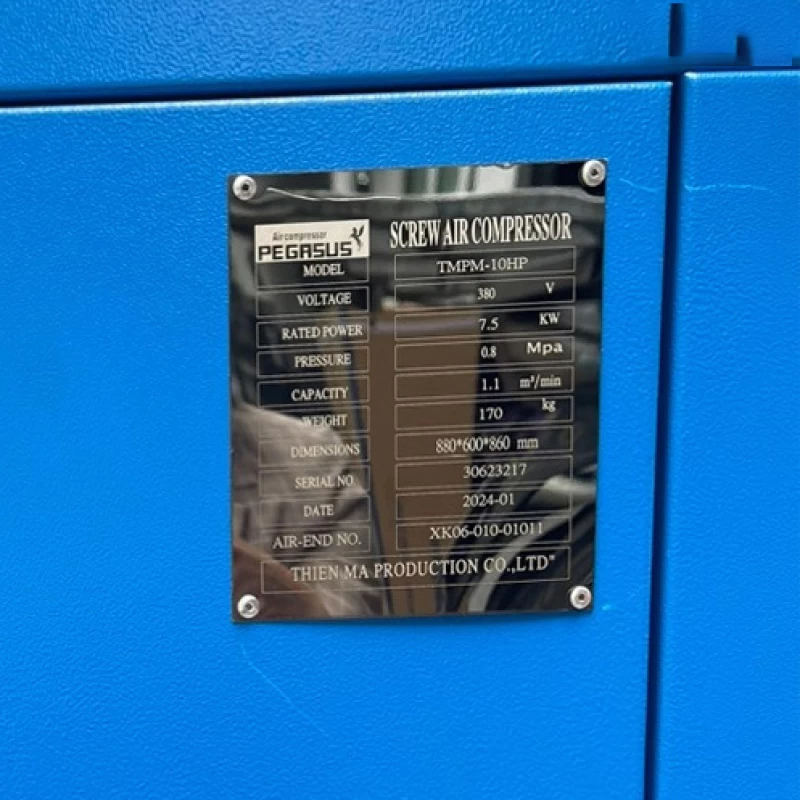 Air compressor
PEGASUS
SCREW AIR COMPRESSOR
MODEL TMPM-10HP
VOLTAGE 380 V
RATED POWER 7.5 KW
PRESSURE 0.8 Mpa
CAPACITY 1.1 m³/min
WEIGHT 170 kg
DIMENSIONS 880*600*860 mm
SERIAL NO 30623217
DATE 2024-01
AIR-END NO. XK06-010-01011
THIEN MA PRODUCTION CO.,LTD"